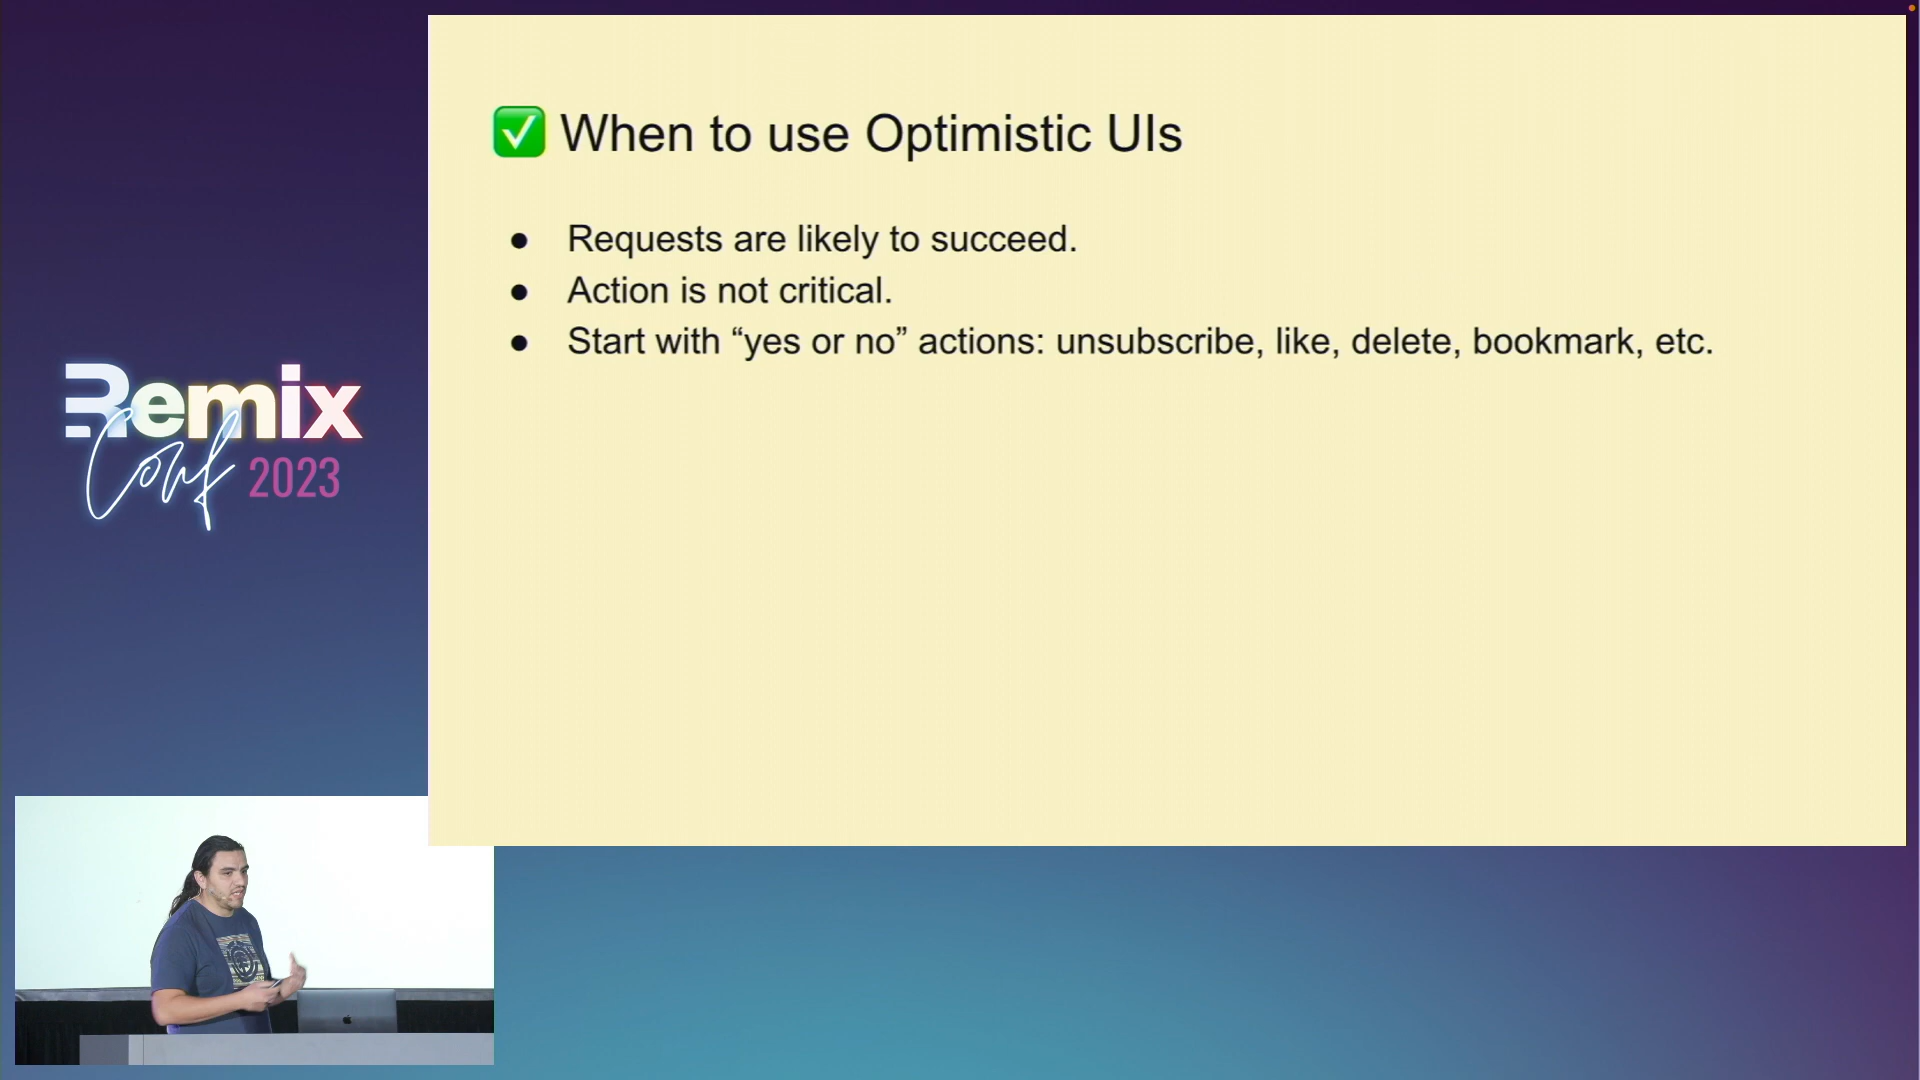 ✅ When to use Optimistic UIs
● Requests are likely to succeed.
● Action is not critical.
● Start with “yes or no” actions: unsubscribe, like, delete, bookmark, etc.
Remix
Conf 2023